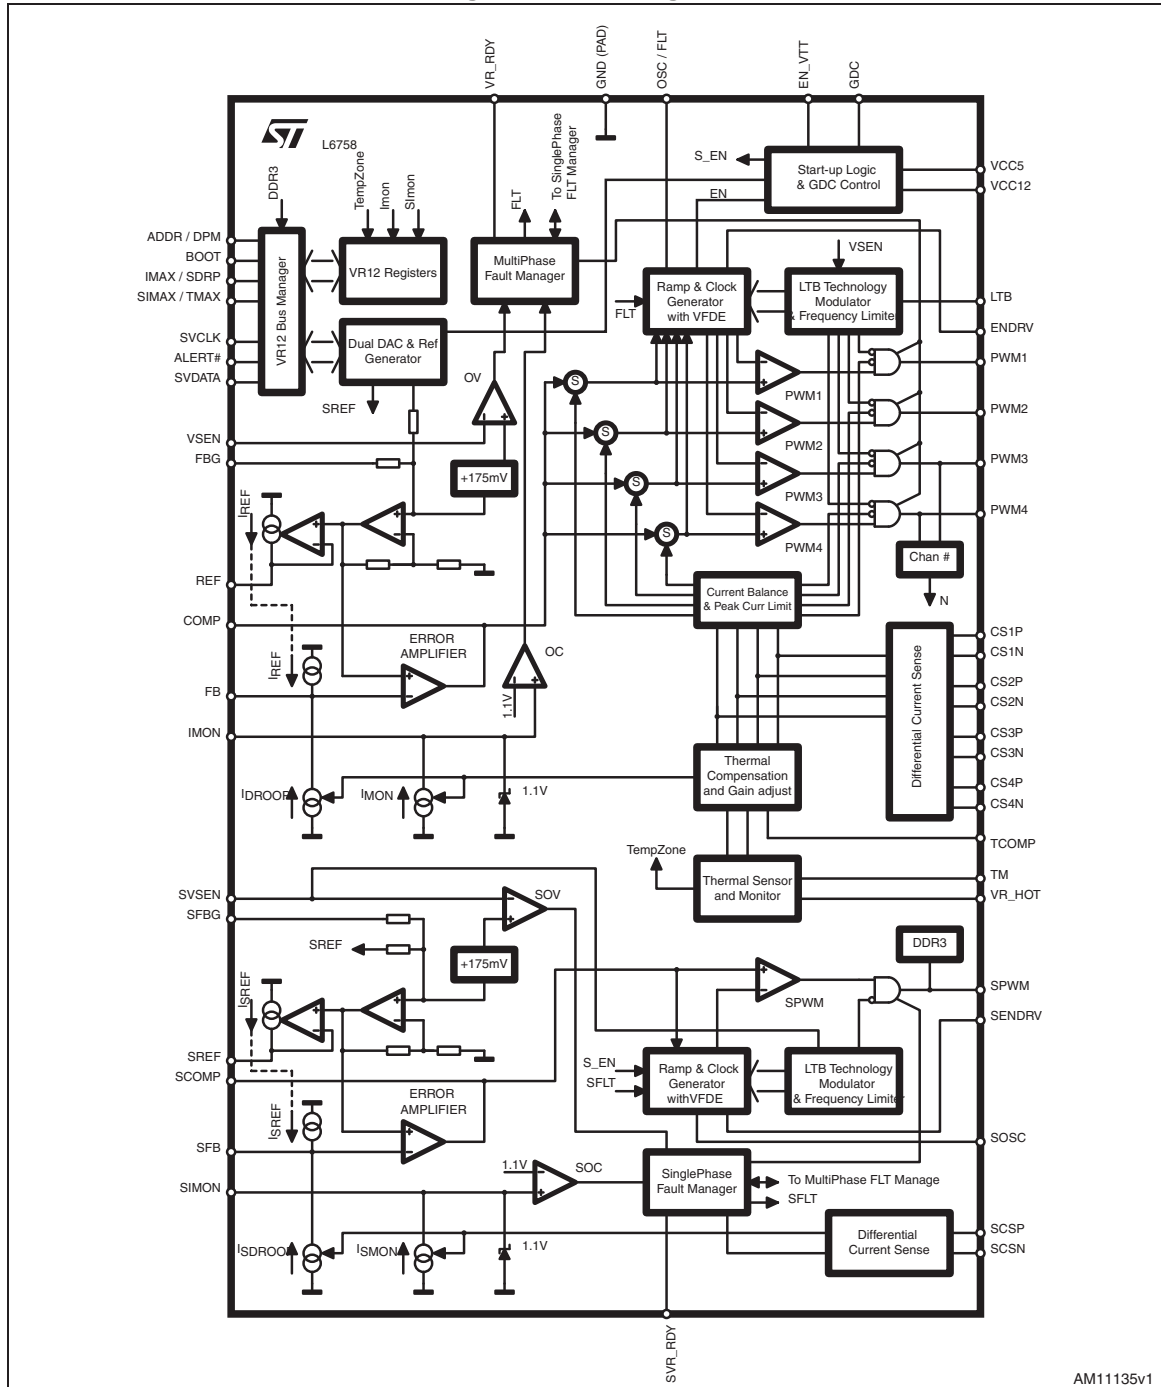 VR_RDY
GND (PAD)
OSC / FLT
EN_VTT
GDC
ST
L6758
DDR3
TempZone
Imon
SImon
FLT
To SinglePhase
FLT Manager
S_EN
EN
Start-up Logic
& GDC Control
VCC5
VCC12
ADDR / DPM
BOOT
IMAX / SDRP
SIMAX / TMAX
SVCLK
ALERT#
SVDATA
VR12 Bus Manager
VR12 Registers
MultiPhase
Fault Manager
Dual DAC & Ref
Generator
SREF
VSEN
Ramp & Clock
Generator
with VFDE
FLT
LTB Technology
Modulator
& Frequency Limiter
LTB
ENDRV
PWM1
PWM2
PWM3
PWM4
OV
+175mV
S
S
S
S
PWM1
PWM2
PWM3
PWM4
Chan #
N
VSEN
FBG
IREF
REF
COMP
IREF
ERROR
AMPLIFIER
OC
1.1V
FB
IMON
Current Balance
& Peak Curr Limit
Differential Current Sense
CS1P
CS1N
CS2P
CS2N
CS3P
CS3N
CS4P
CS4N
Thermal
Compensation
and Gain adjust
IDROOP
IMON
1.1V
TCOMP
TempZone
Thermal Sensor
and Monitor
TM
VR_HOT
SVSEN
SFBG
SREF
SOV
+175mV
DDR3
SPWM
SPWM
SENDRV
ISREF
SREF
SCOMP
S_EN
SFLT
Ramp & Clock
Generator
withVFDE
LTB Technology
Modulator
& Frequency Limiter
ISREF
ERROR
AMPLIFIER
SFB
SIMON
SOSC
1.1V
SOC
SinglePhase
Fault Manager
To MultiPhase FLT Manage
SFLT
ISDROOP
ISMON
1.1V
Differential
Current Sense
SCSP
SCSN
SVR_RDY
AM11135v1